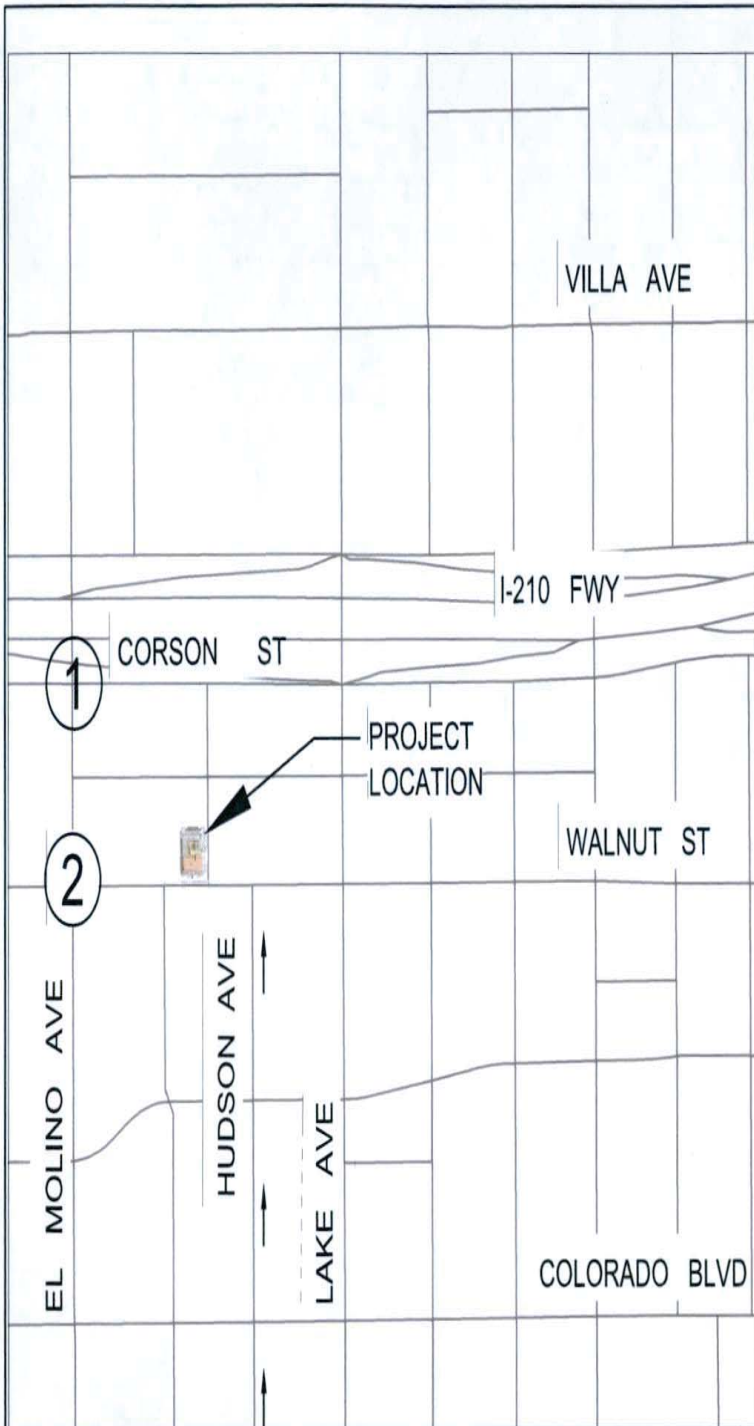 VILLA AVE
I-210 FWY
CORSON ST
1
PROJECT
LOCATION
WALNUT ST
2
EL MOLINO AVE
HUDSON AVE
LAKE AVE
COLORADO BLVD